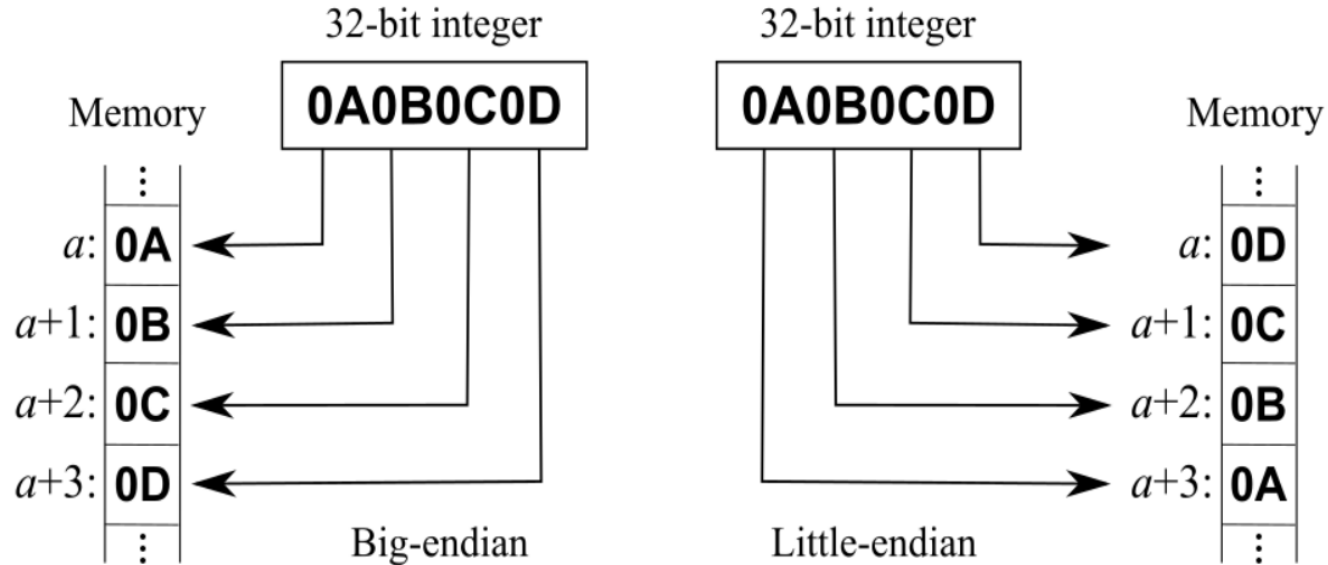 32-bit integer
0A0B0C0D
Memory
⋮
a: 0A
a+1: 0B
a+2: 0C
a+3: 0D
⋮
Big-endian
32-bit integer
0A0B0C0D
Memory
⋮
a: 0D
a+1: 0C
a+2: 0B
a+3: 0A
⋮
Little-endian